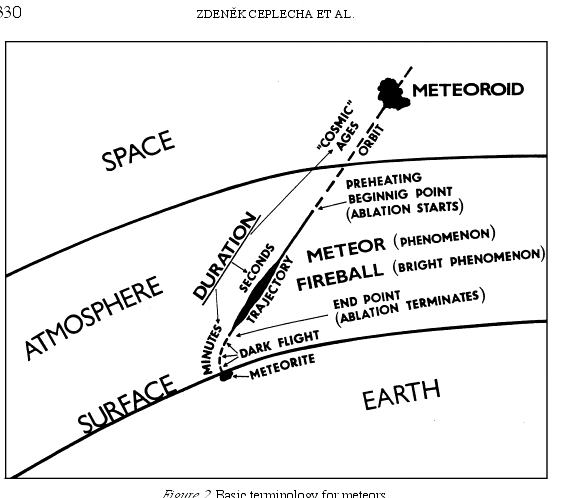 330
ZDENĚK CEPLECHA ET AL.
METEOROID
"COSMIC"
AGES
ORBIT
SPACE
PREHEATING
BEGINNIG POINT
(ABLATION STARTS)
DURATION
SECONDS
TRAJECTORY
METEOR (PHENOMENON)
FIREBALL (BRIGHT PHENOMENON)
ATMOSPHERE
END POINT
(ABLATION TERMINATES)
MINUTES
DARK FLIGHT
METEORITE
SURFACE
EARTH
Figure 2. Basic terminology for meteors.